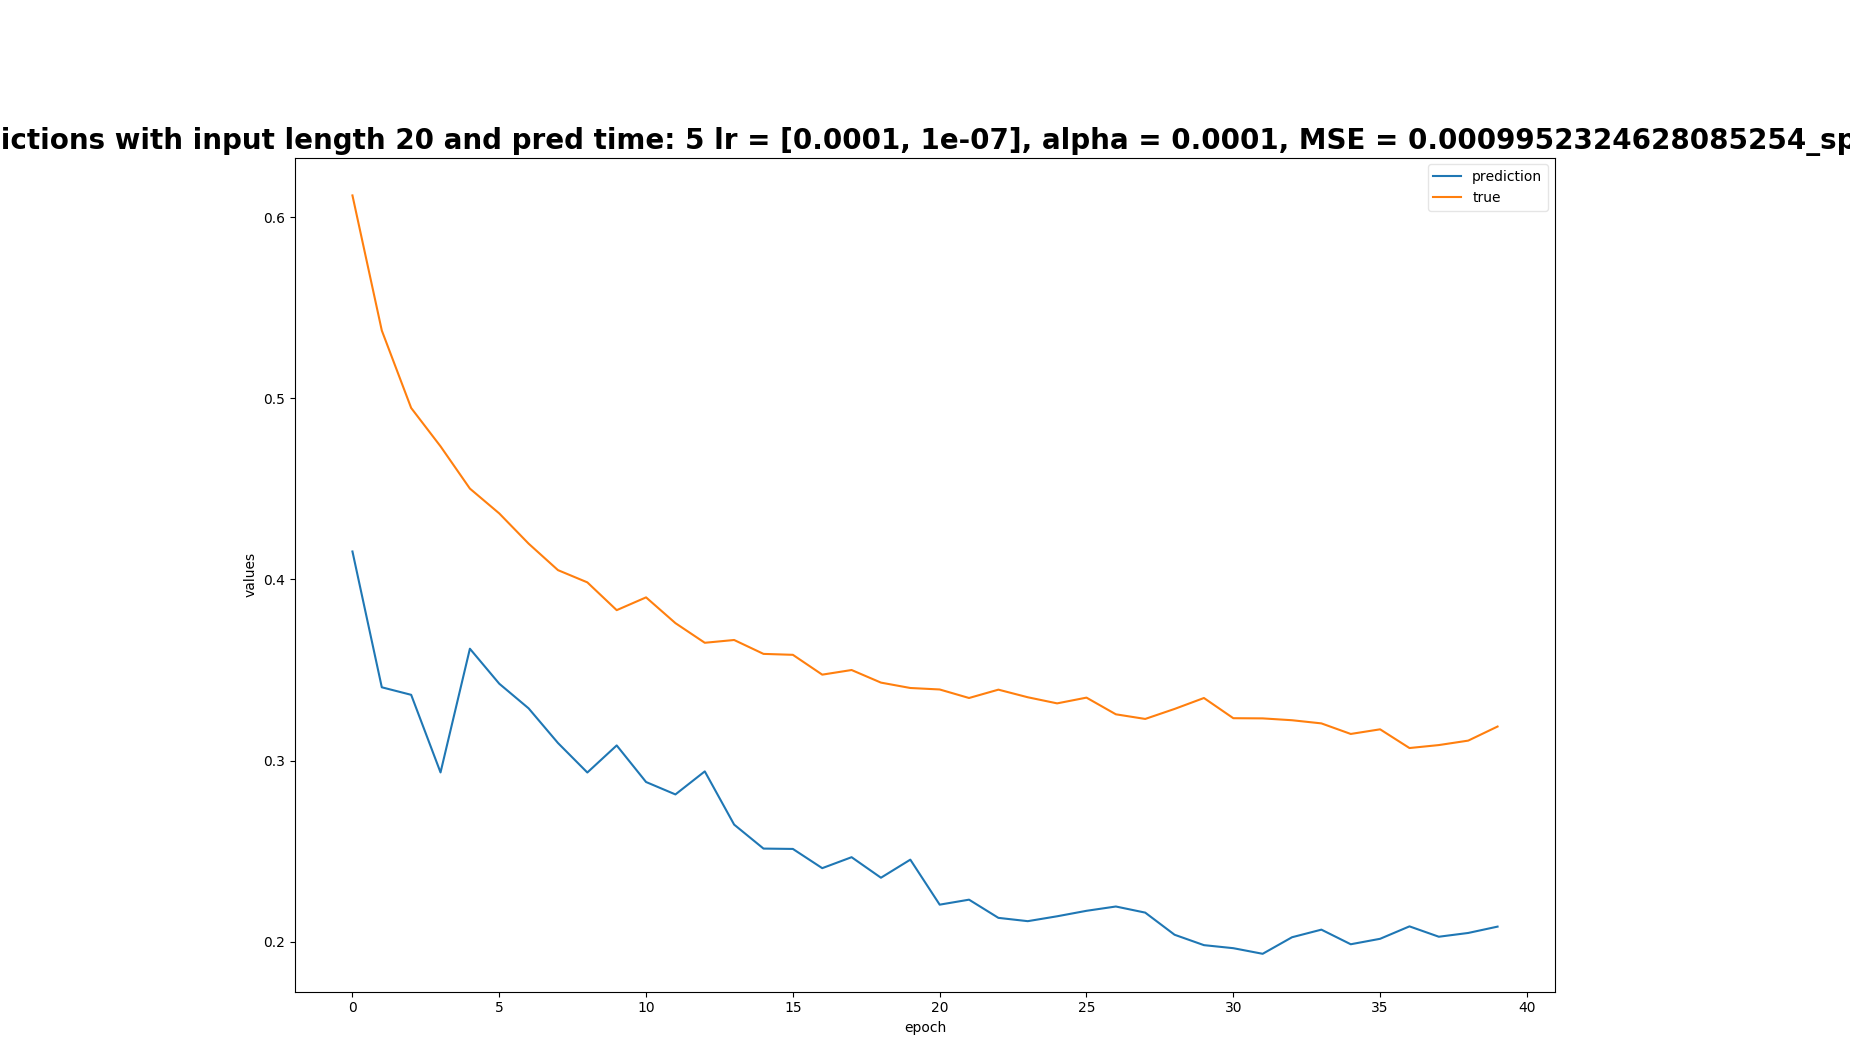 ictions with input length 20 and pred time: 5 lr = [0.0001, 1e-07], alpha = 0.0001, MSE = 0.0009952324628085254_sp
prediction
true
0.6
0.5
0.4
0.3
0.2
values
0 5 10 15 20 25 30 35 40
epoch